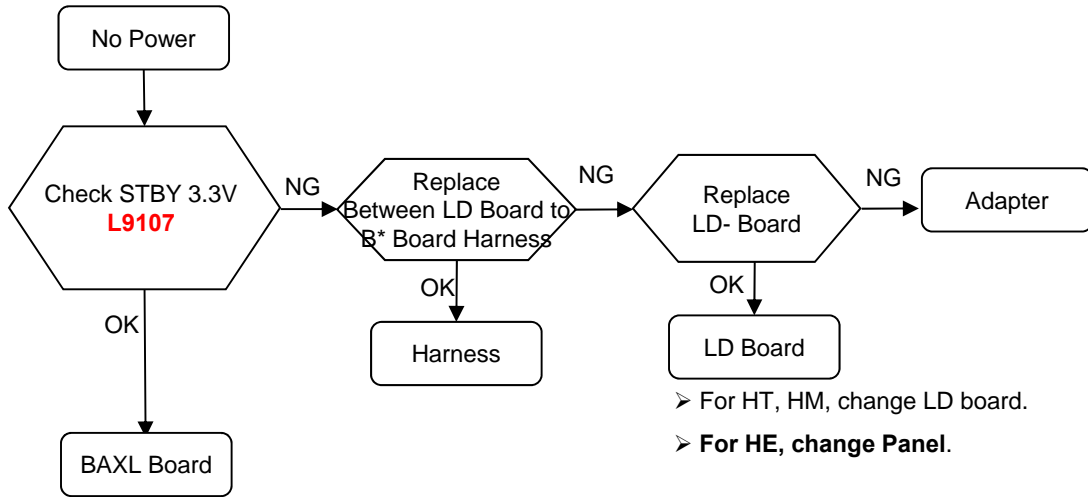 No Power
Check STBY 3.3V
L9107
NG
Replace
Between LD Board to
B* Board Harness
NG
Replace
LD- Board
NG
Adapter
OK
OK
OK
Harness
LD Board
BAXL Board
➢ For HT, HM, change LD board.
➢ For HE, change Panel.